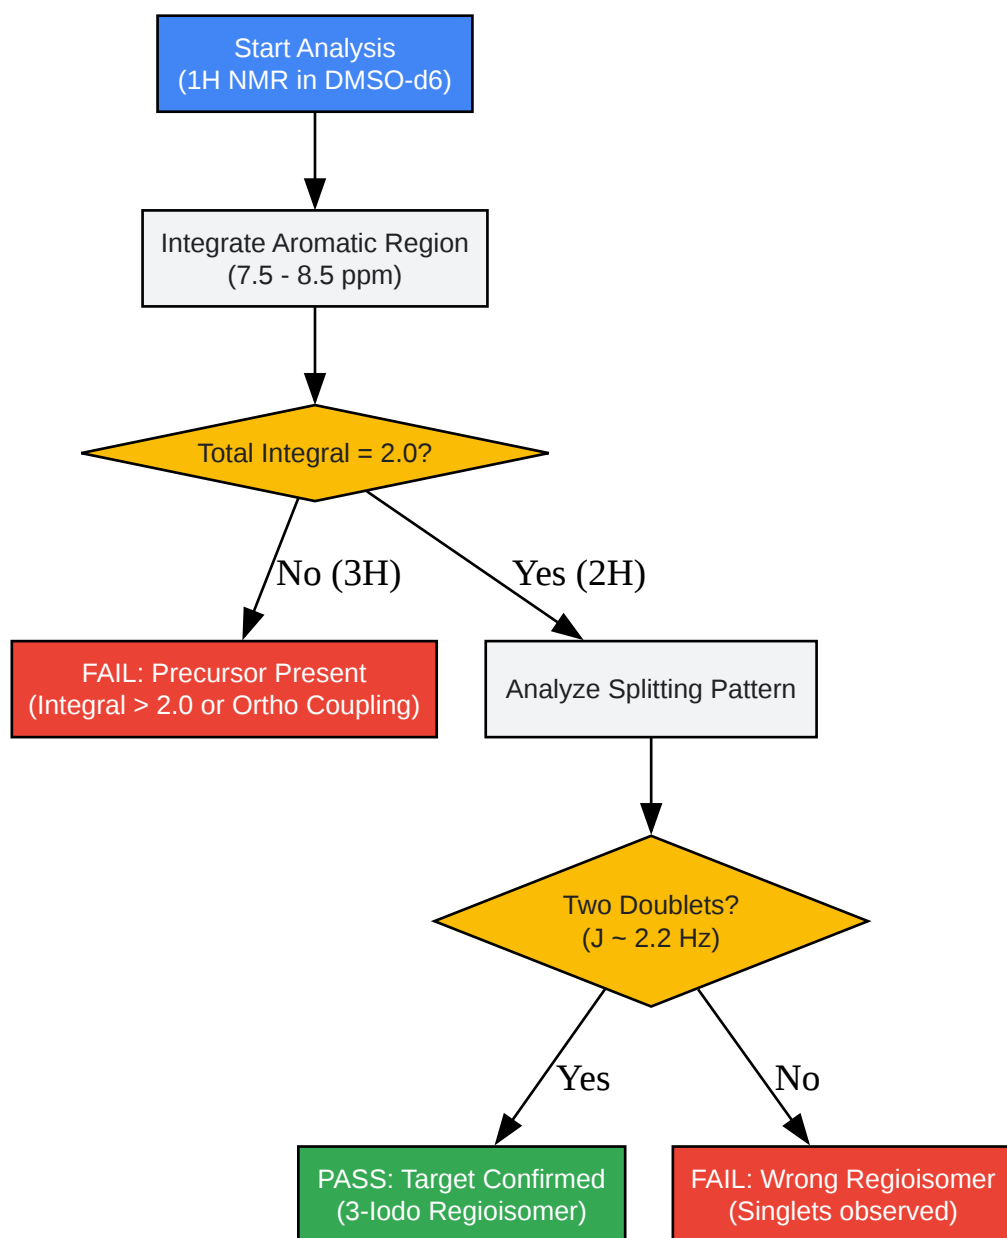 Start Analysis
(1H NMR in DMSO-d6)
Integrate Aromatic Region
(7.5 - 8.5 ppm)
Total Integral = 2.0?
No (3H)
Yes (2H)
FAIL: Precursor Present
(Integral > 2.0 or Ortho Coupling)
Analyze Splitting Pattern
Two Doublets?
(J ~ 2.2 Hz)
Yes
No
PASS: Target Confirmed
(3-Iodo Regioisomer)
FAIL: Wrong Regioisomer
(Singlets observed)